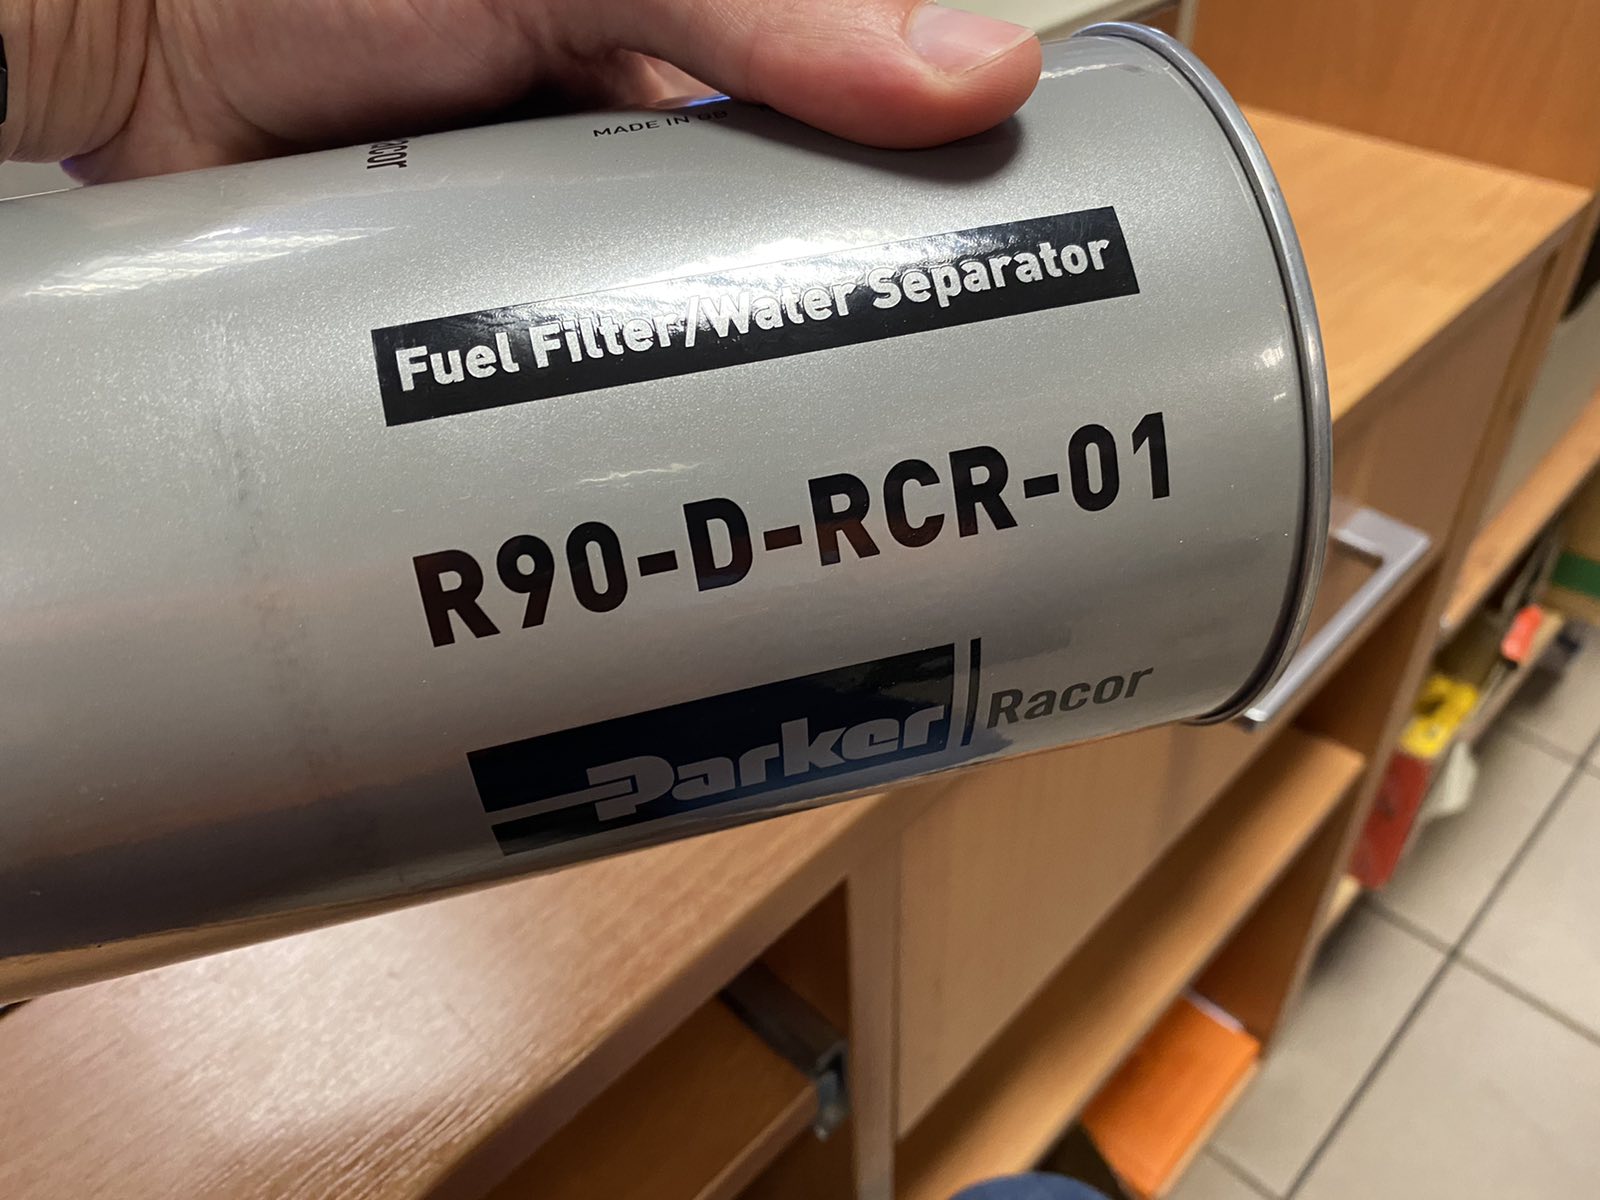 MADE IN GB
Fuel Filter/Water Separator
R90-D-RCR-01
Parker Racor